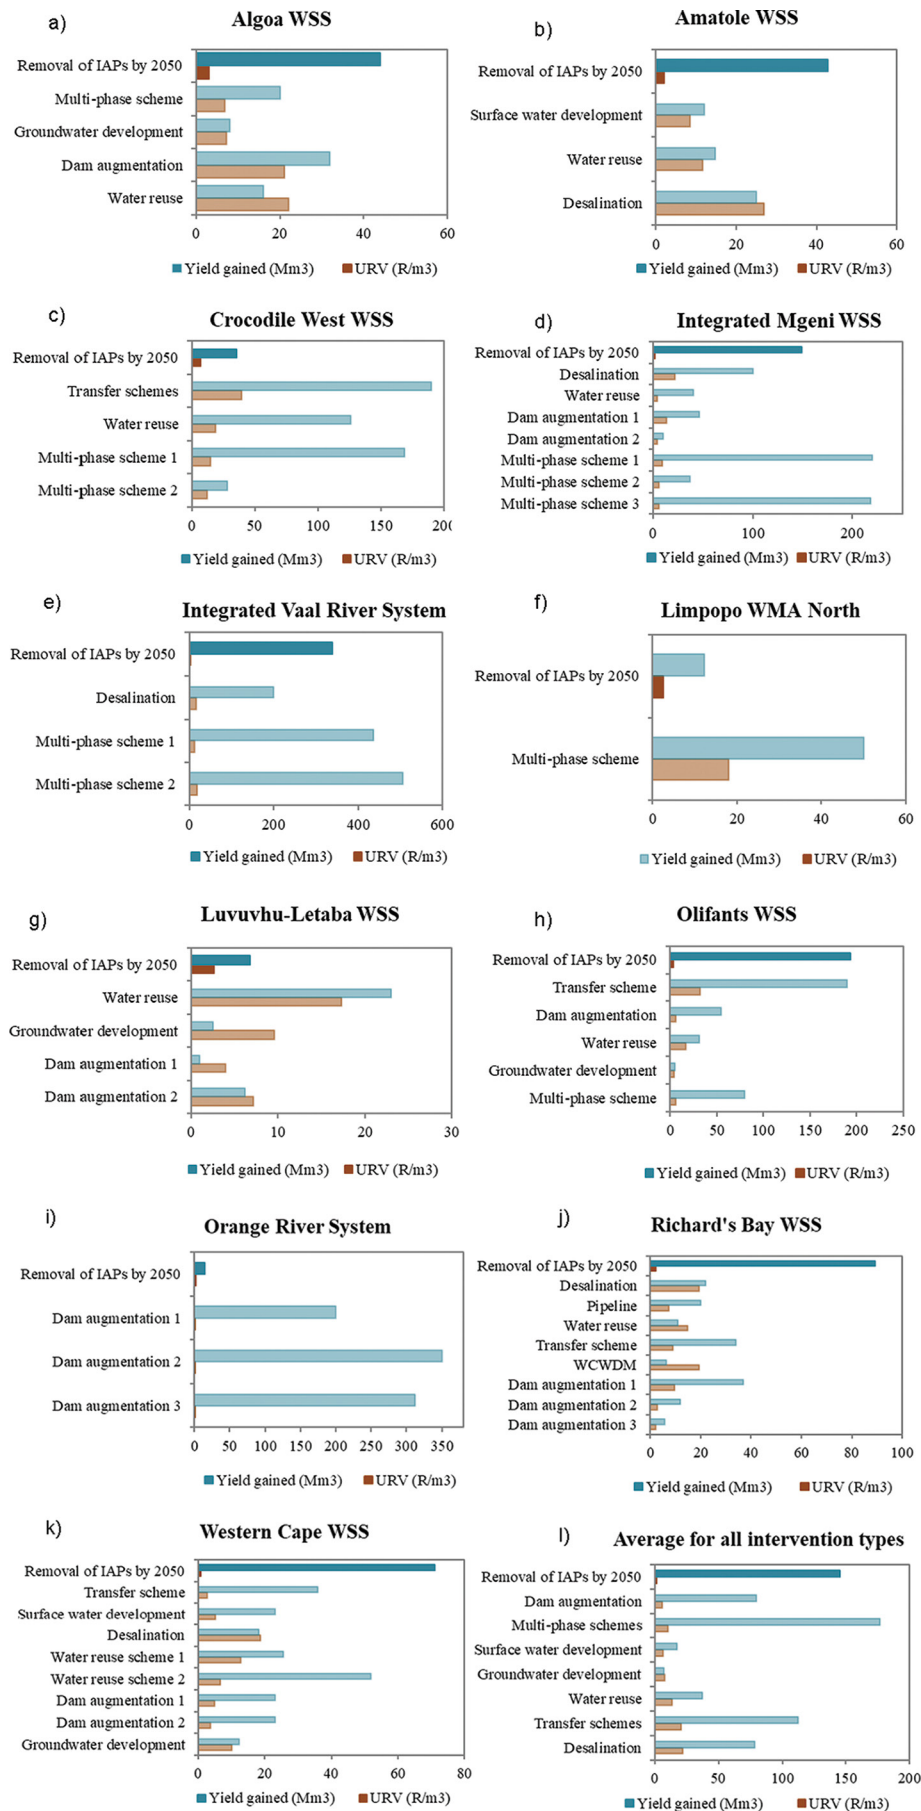 a)
Algoa WSS
Removal of IAPs by 2050
Multi-phase scheme
Groundwater development
Dam augmentation
Water reuse
0 20 40 60
Yield gained (Mm3) URV (R/m3)
b)
Amatole WSS
Removal of IAPs by 2050
Surface water development
Water reuse
Desalination
0 20 40 60
Yield gained (Mm3) URV (R/m3)
c)
Crocodile West WSS
Removal of IAPs by 2050
Transfer schemes
Water reuse
Multi-phase scheme 1
Multi-phase scheme 2
0 50 100 150 200
Yield gained (Mm3) URV (R/m3)
d)
Integrated Mgeni WSS
Removal of IAPs by 2050
Desalination
Water reuse
Dam augmentation 1
Dam augmentation 2
Multi-phase scheme 1
Multi-phase scheme 2
Multi-phase scheme 3
0 100 200
Yield gained (Mm3) URV (R/m3)
e)
Integrated Vaal River System
Removal of IAPs by 2050
Desalination
Multi-phase scheme 1
Multi-phase scheme 2
0 200 400 600
Yield gained (Mm3) URV (R/m3)
f)
Limpopo WMA North
Removal of IAPs by 2050
Multi-phase scheme
0 20 40 60
Yield gained (Mm3) URV (R/m3)
g)
Luvuvhu-Letaba WSS
Removal of IAPs by 2050
Water reuse
Groundwater development
Dam augmentation 1
Dam augmentation 2
0 10 20 30
Yield gained (Mm3) URV (R/m3)
h)
Olifants WSS
Removal of IAPs by 2050
Transfer scheme
Dam augmentation
Water reuse
Groundwater development
Multi-phase scheme
0 50 100 150 200 250
Yield gained (Mm3) URV (R/m3)
i)
Orange River System
Removal of IAPs by 2050
Dam augmentation 1
Dam augmentation 2
Dam augmentation 3
0 50 100 150 200 250 300 350
Yield gained (Mm3) URV (R/m3)
j)
Richard's Bay WSS
Removal of IAPs by 2050
Desalination
Pipeline
Water reuse
Transfer scheme
WCWDM
Dam augmentation 1
Dam augmentation 2
Dam augmentation 3
0 20 40 60 80 100
Yield gained (Mm3) URV (R/m3)
k)
Western Cape WSS
Removal of IAPs by 2050
Transfer scheme
Surface water development
Desalination
Water reuse scheme 1
Water reuse scheme 2
Dam augmentation 1
Dam augmentation 2
Groundwater development
0 20 40 60 80
Yield gained (Mm3) URV (R/m3)
l)
Average for all intervention types
Removal of IAPs by 2050
Dam augmentation
Multi-phase schemes
Surface water development
Groundwater development
Water reuse
Transfer schemes
Desalination
0 50 100 150 200
Yield gained (Mm3) URV (R/m3)